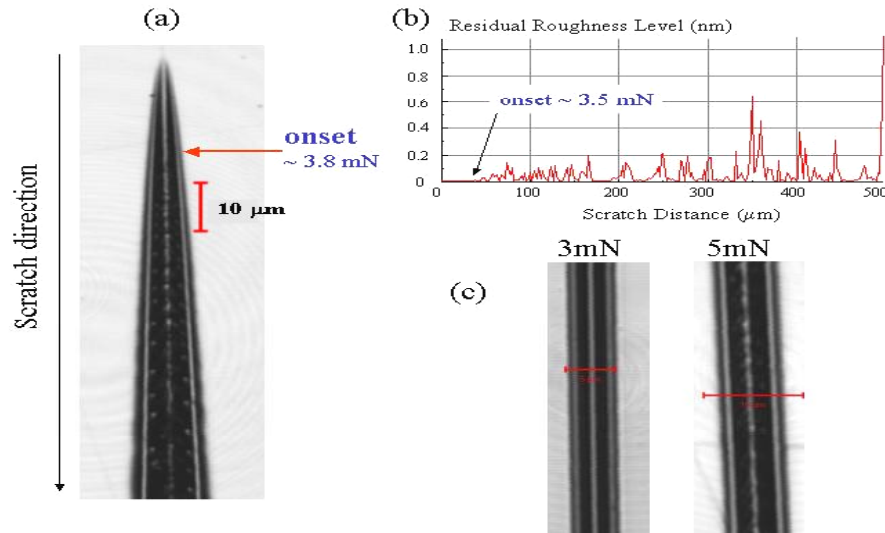 (a)
Scratch direction
onset
~ 3.8 mN
10 μm
(b)
Residual Roughness Level (nm)
1.0
0.8
0.6
0.4
0.2
0
onset ~ 3.5 mN
0 100 200 300 400 500
Scratch Distance (μm)
(c)
3mN 5mN